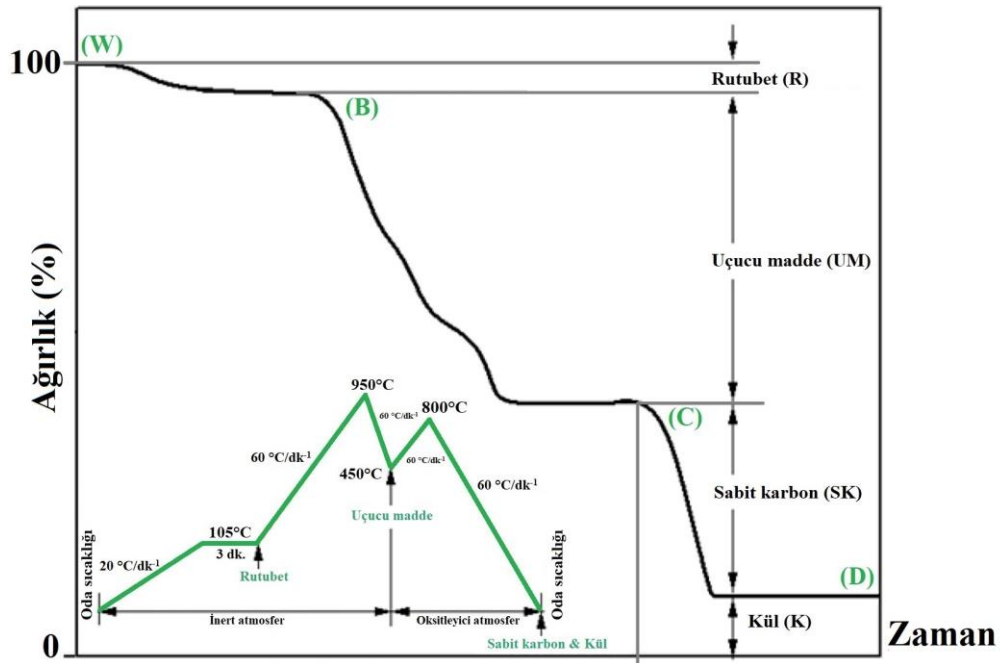 (W)
100
Rutubet (R)
(B)
Ağırlık (%)
Uçucu madde (UM)
950°C
60 °C/dk-1
800°C
(C)
60 °C/dk-1
450°C
60 °C/dk-1
60 °C/dk-1
Sabit karbon (SK)
Uçucu madde
105°C
3 dk.
20 °C/dk-1
Rutubet
Oda sıcaklığı
Oda sıcaklığı
(D)
İnert atmosfer
Oksitleyici atmosfer
Kül (K)
Sabit karbon & Kül
0
Zaman